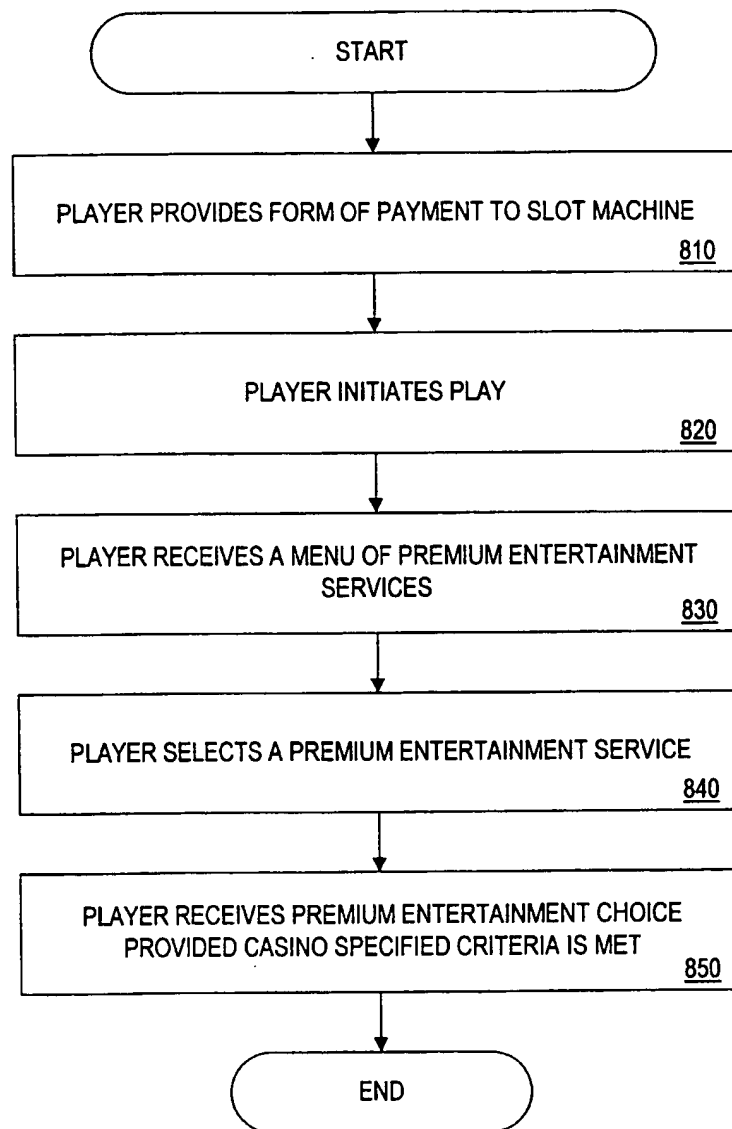 START
PLAYER PROVIDES FORM OF PAYMENT TO SLOT MACHINE
810
PLAYER INITIATES PLAY
820
PLAYER RECEIVES A MENU OF PREMIUM ENTERTAINMENT
SERVICES
830
PLAYER SELECTS A PREMIUM ENTERTAINMENT SERVICE
840
PLAYER RECEIVES PREMIUM ENTERTAINMENT CHOICE
PROVIDED CASINO SPECIFIED CRITERIA IS MET
850
END